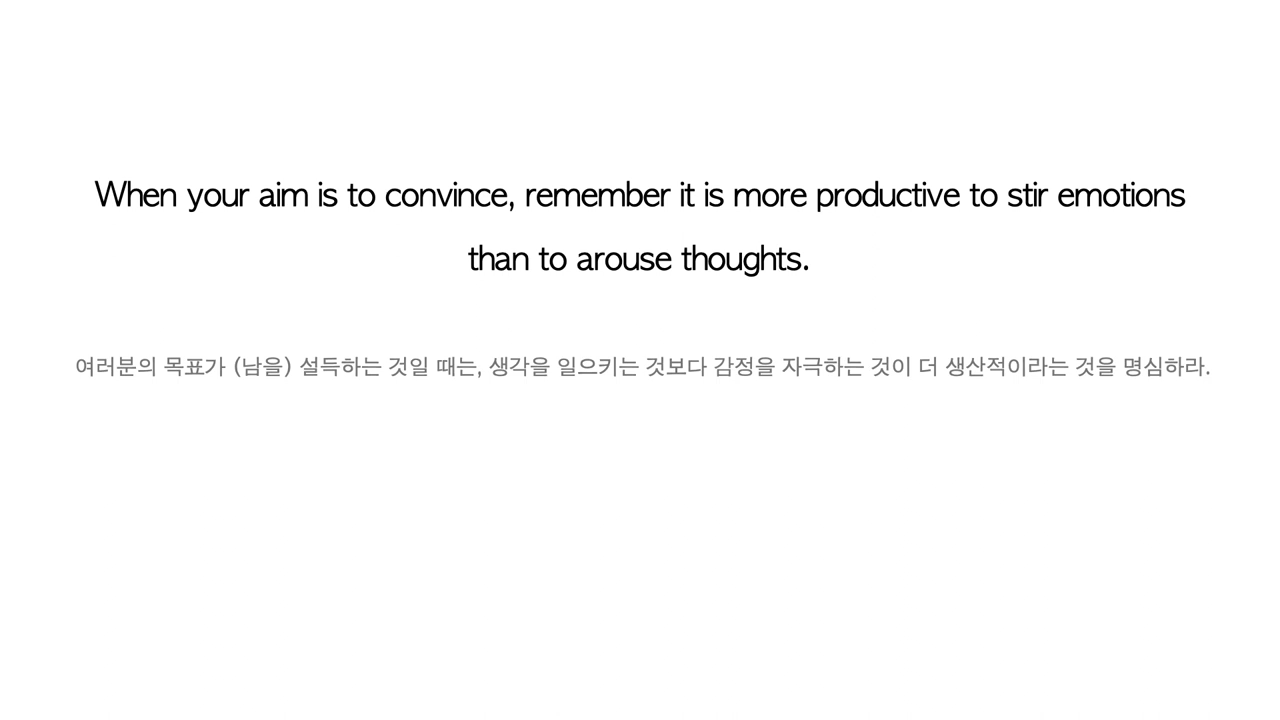 When your aim is to convince, remember it is more productive to stir emotions
than to arouse thoughts.
여러분의 목표가 (남을) 설득하는 것일 때는, 생각을 일으키는 것보다 감정을 자극하는 것이 더 생산적이라는 것을 명심하라.